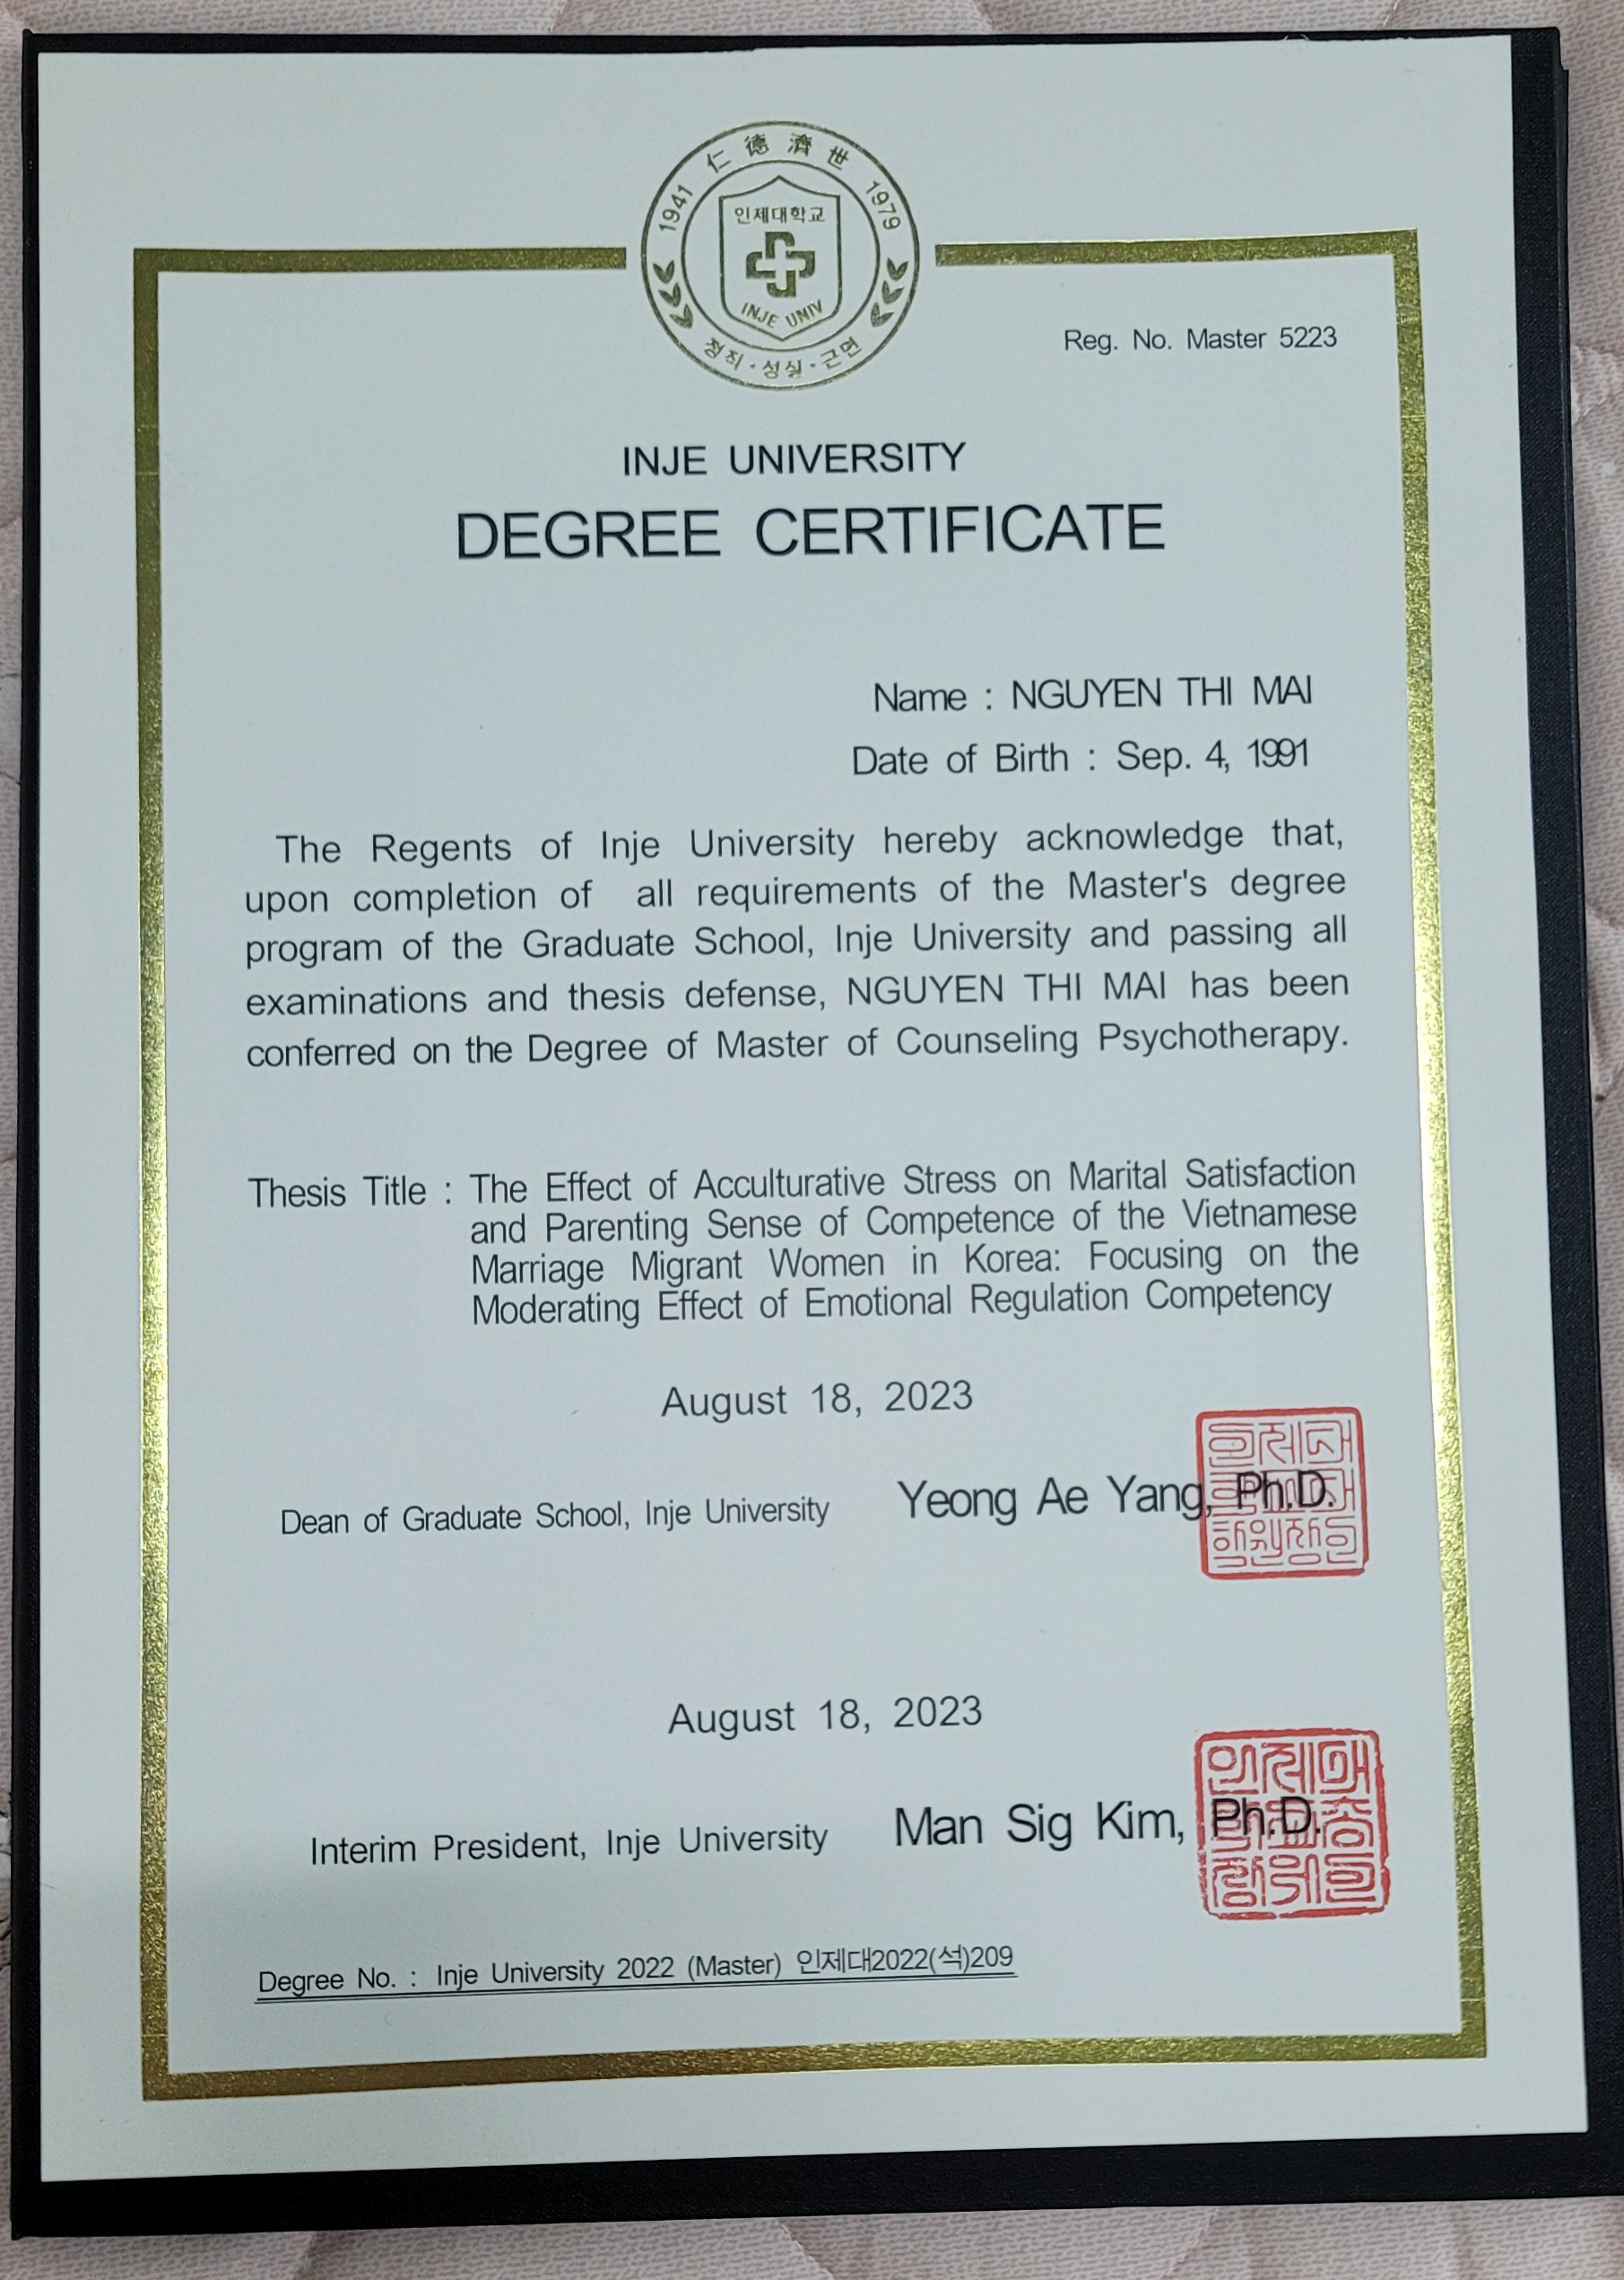 1941 仁德濟世 1979
인제대학교
INJE UNIV
정직·성실·근면
Reg. No. Master 5223
INJE UNIVERSITY
DEGREE CERTIFICATE
Name : NGUYEN THI MAI
Date of Birth : Sep. 4, 1991
The Regents of Inje University hereby acknowledge that,
upon completion of all requirements of the Master's degree
program of the Graduate School, Inje University and passing all
examinations and thesis defense, NGUYEN THI MAI has been
conferred on the Degree of Master of Counseling Psychotherapy.
Thesis Title : The Effect of Acculturative Stress on Marital Satisfaction
and Parenting Sense of Competence of the Vietnamese
Marriage Migrant Women in Korea: Focusing on the
Moderating Effect of Emotional Regulation Competency
August 18, 2023
Dean of Graduate School, Inje University Yeong Ae Yang, Ph.D.
August 18, 2023
Interim President, Inje University Man Sig Kim, Ph.D.
Degree No. : Inje University 2022 (Master) 인제대2022(석)209